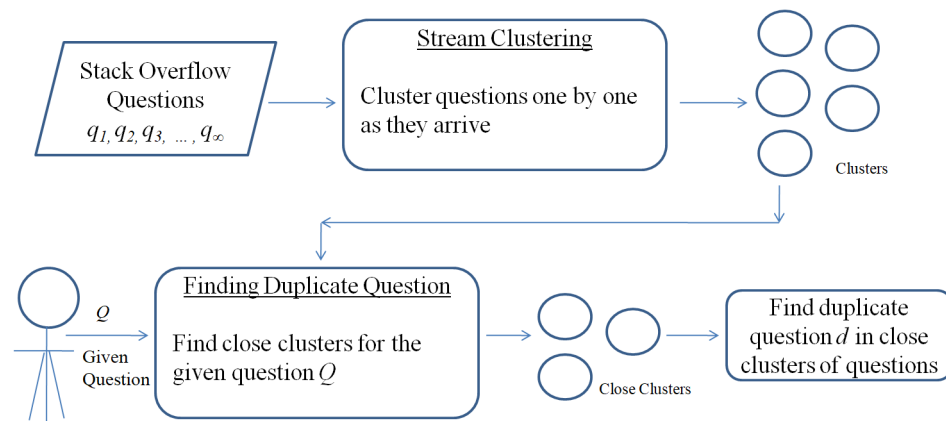 Stack Overflow
Questions
q1, q2, q3, ... , q∞
Stream Clustering
Cluster questions one by one
as they arrive
Clusters
Q
Given
Question
Finding Duplicate Question
Find close clusters for the
given question Q
Close Clusters
Find duplicate
question d in close
clusters of questions